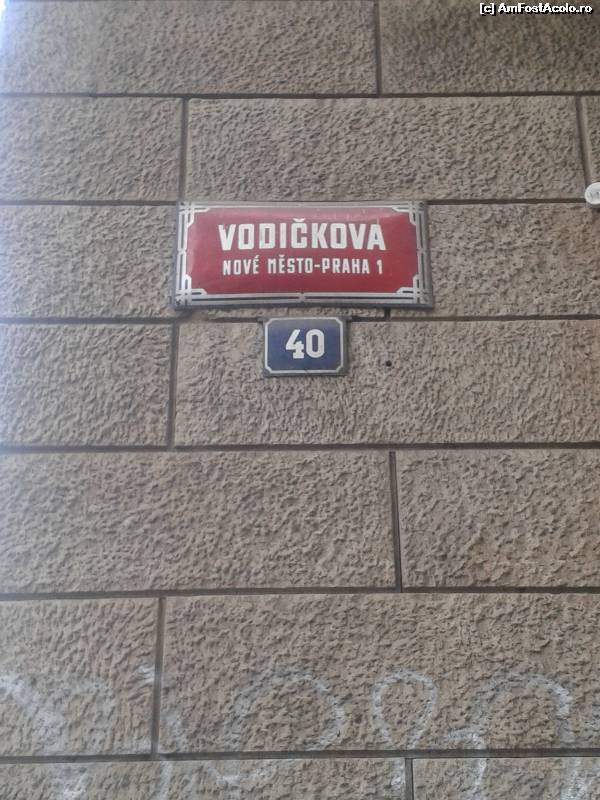 [c] AmFostAcolo.ro
VODIČKOVA
NOVÉ MĚSTO-PRAHA 1
40